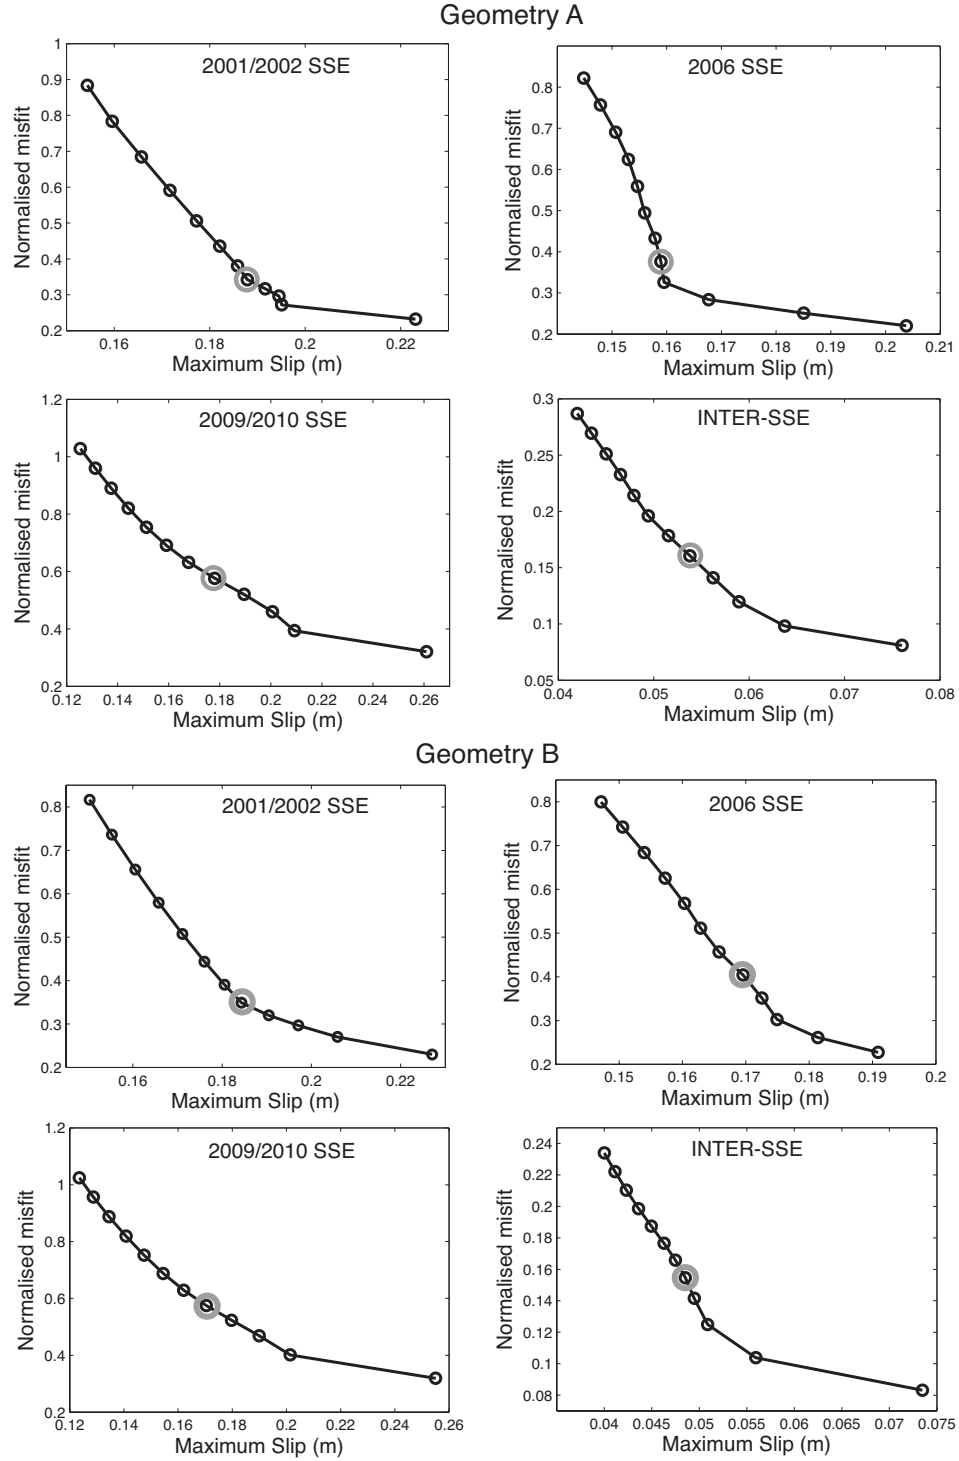 Geometry A
2001/2002 SSE
Normalised misfit
1
0.9
0.8
0.7
0.6
0.5
0.4
0.3
0.2
0.16 0.18 0.2 0.22
Maximum Slip (m)
2006 SSE
Normalised misfit
0.8
0.7
0.6
0.5
0.4
0.3
0.2
0.15 0.16 0.17 0.18 0.19 0.2 0.21
Maximum Slip (m)
2009/2010 SSE
Normalised misfit
1.2
1
0.8
0.6
0.4
0.2
0.12 0.14 0.16 0.18 0.2 0.22 0.24 0.26
Maximum Slip (m)
INTER-SSE
Normalised misfit
0.3
0.25
0.2
0.15
0.1
0.05
0.04 0.05 0.06 0.07 0.08
Maximum Slip (m)
Geometry B
2001/2002 SSE
Normalised misfit
0.8
0.7
0.6
0.5
0.4
0.3
0.2
0.16 0.18 0.2 0.22
Maximum Slip (m)
2006 SSE
Normalised misfit
0.8
0.7
0.6
0.5
0.4
0.3
0.2
0.15 0.16 0.17 0.18 0.19 0.2
Maximum Slip (m)
2009/2010 SSE
Normalised misfit
1.2
1
0.8
0.6
0.4
0.2
0.12 0.14 0.16 0.18 0.2 0.22 0.24 0.26
Maximum Slip (m)
INTER-SSE
Normalised misfit
0.24
0.22
0.2
0.18
0.16
0.14
0.12
0.1
0.08
0.04 0.045 0.05 0.055 0.06 0.065 0.07 0.075
Maximum Slip (m)